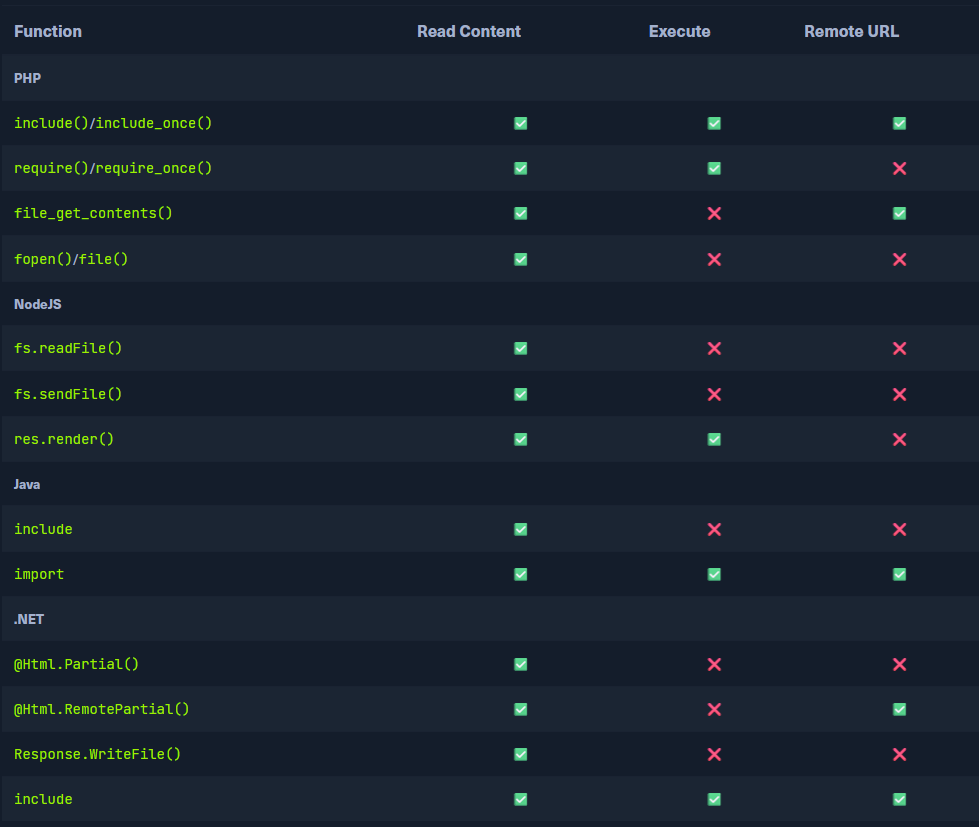 Function Read Content Execute Remote URL
PHP
include()/include_once() ✅ ✅ ✅
require()/require_once() ✅ ✅ ❌
file_get_contents() ✅ ❌ ✅
fopen()/file() ✅ ❌ ❌
NodeJS
fs.readFile() ✅ ❌ ❌
fs.sendFile() ✅ ❌ ❌
res.render() ✅ ✅ ❌
Java
include ✅ ❌ ❌
import ✅ ✅ ✅
.NET
@Html.Partial() ✅ ❌ ❌
@Html.RemotePartial() ✅ ❌ ✅
Response.WriteFile() ✅ ❌ ❌
include ✅ ✅ ✅